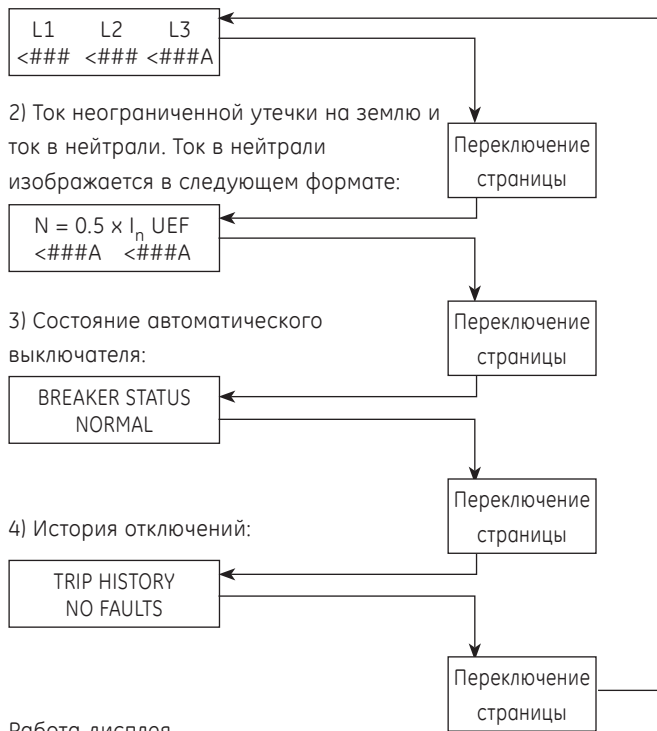 L1 L2 L3
<### <### <###A
2) Ток неограниченной утечки на землю и
ток в нейтрали. Ток в нейтрали
изображается в следующем формате:
Переключение
страницы
N = 0.5 x In UEF
<###A <###A
3) Состояние автоматического
выключателя:
Переключение
страницы
BREAKER STATUS
NORMAL
4) История отключений:
Переключение
страницы
TRIP HISTORY
NO FAULTS
Переключение
страницы
Работа дисплея